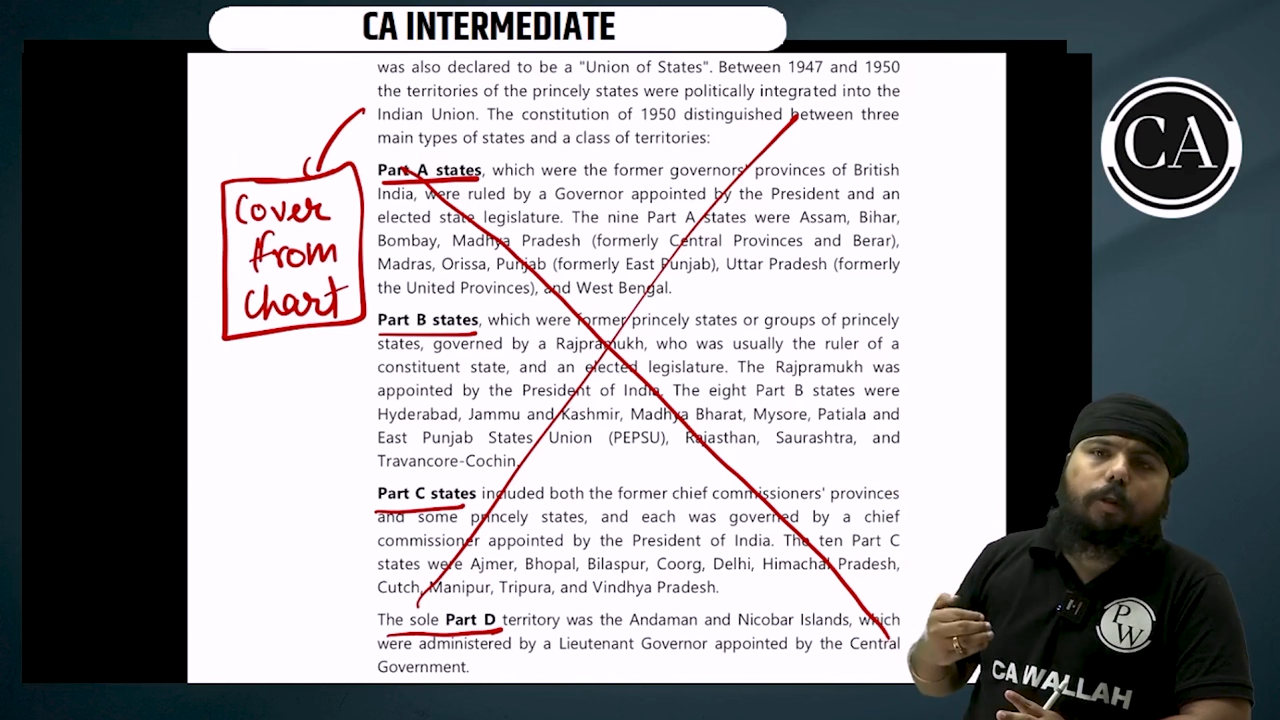 CA INTERMEDIATE
was also declared to be a "Union of States". Between 1947 and 1950
the territories of the princely states were politically integrated into the
Indian Union. The constitution of 1950 distinguished between three
main types of states and a class of territories:
Part A states, which were the former governors' provinces of British
India, were ruled by a Governor appointed by the President and an
elected state legislature. The nine Part A states were Assam, Bihar,
Bombay, Madhya Pradesh (formerly Central Provinces and Berar),
Madras, Orissa, Punjab (formerly East Punjab), Uttar Pradesh (formerly
the United Provinces), and West Bengal.
Part B states, which were former princely states or groups of princely
states, governed by a Rajpramukh, who was usually the ruler of a
constituent state, and an elected legislature. The Rajpramukh was
appointed by the President of India. The eight Part B states were
Hyderabad, Jammu and Kashmir, Madhya Bharat, Mysore, Patiala and
East Punjab States Union (PEPSU), Rajasthan, Saurashtra, and
Travancore-Cochin.
Part C states included both the former chief commissioners' provinces
and some princely states, and each was governed by a chief
commissioner appointed by the President of India. The ten Part C
states were Ajmer, Bhopal, Bilaspur, Coorg, Delhi, Himachal Pradesh,
Cutch, Manipur, Tripura, and Vindhya Pradesh.
The sole Part D territory was the Andaman and Nicobar Islands, which
were administered by a Lieutenant Governor appointed by the Central
Government.
Cover
from
chart
CA
PW
CA WALLAH